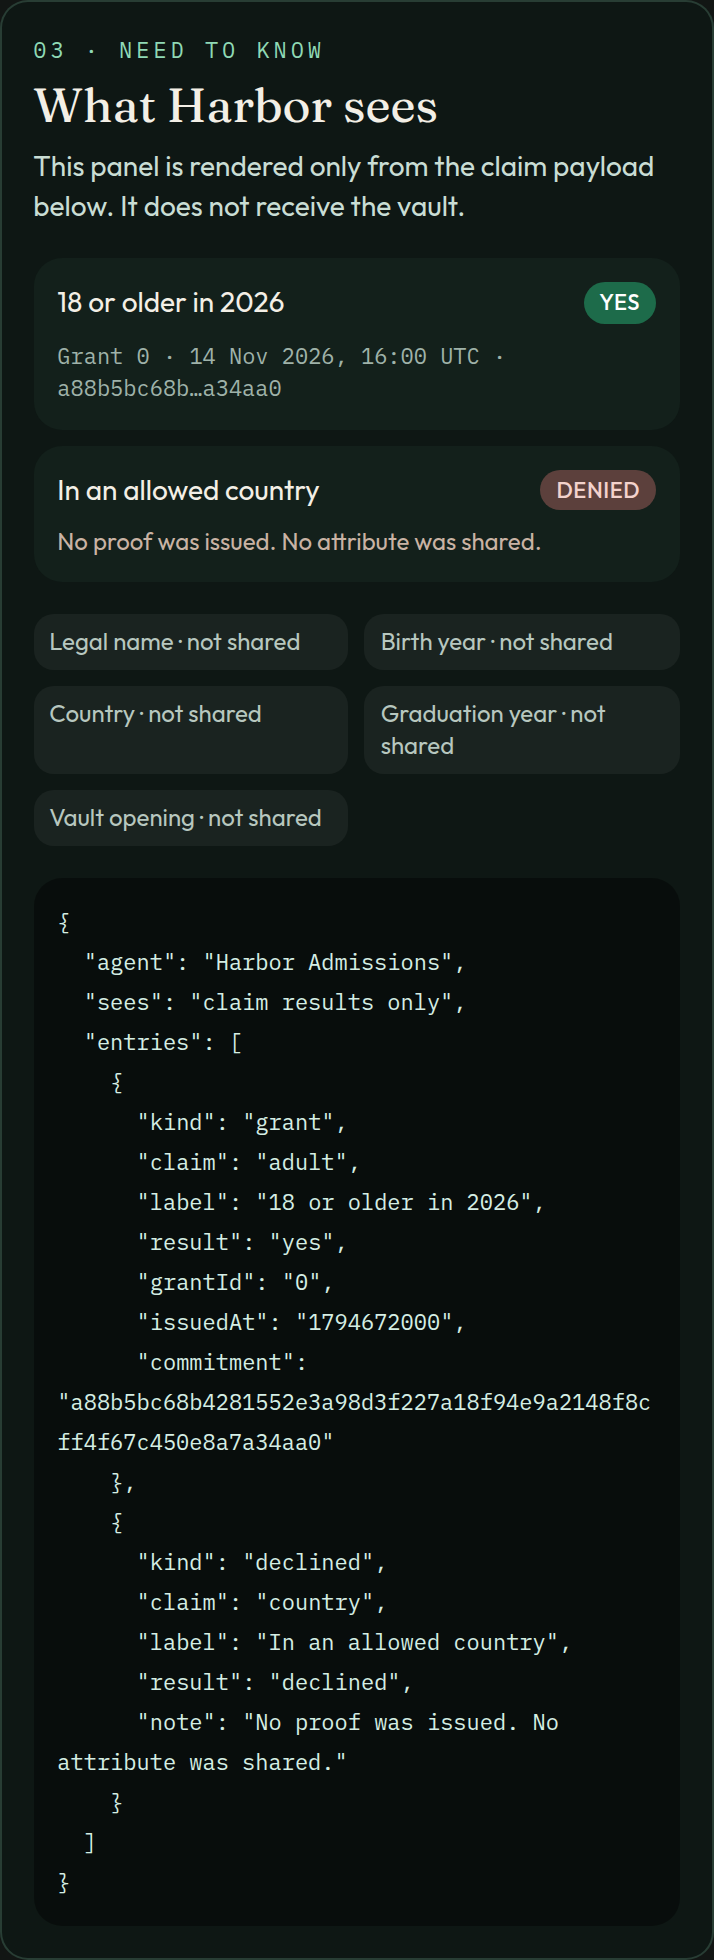 03 · NEED TO KNOW
What Harbor sees
This panel is rendered only from the claim payload
below. It does not receive the vault.
18 or older in 2026
YES
Grant 0 · 14 Nov 2026, 16:00 UTC ·
a88b5bc68b…a34aa0
In an allowed country
DENIED
No proof was issued. No attribute was shared.
Legal name · not shared
Birth year · not shared
Country · not shared
Graduation year · not
shared
Vault opening · not shared
{
  "agent": "Harbor Admissions",
  "sees": "claim results only",
  "entries": [
    {
      "kind": "grant",
      "claim": "adult",
      "label": "18 or older in 2026",
      "result": "yes",
      "grantId": "0",
      "issuedAt": "1794672000",
      "commitment":
"a88b5bc68b4281552e3a98d3f227a18f94e9a2148f8c
ff4f67c450e8a7a34aa0"
    },
    {
      "kind": "declined",
      "claim": "country",
      "label": "In an allowed country",
      "result": "declined",
      "note": "No proof was issued. No
attribute was shared."
    }
  ]
}